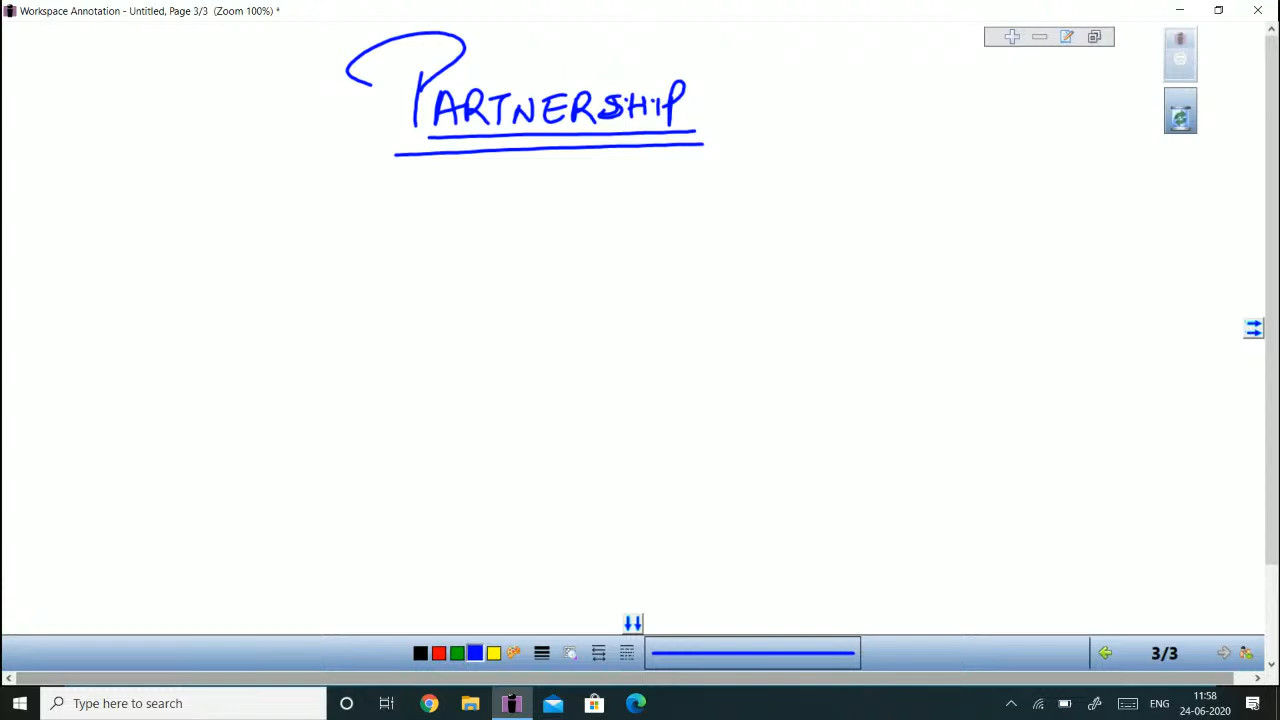 Workspace Annotation - Untitled, Page 3/3 (Zoom 100%) *
PARTNERSHIP
3/3
Type here to search
ENG
11:58
24-06-2020